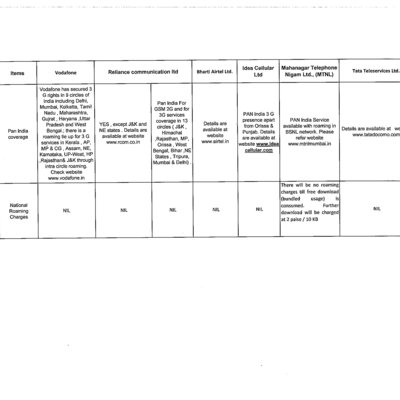 Items
Vodafone
Reliance communication ltd
Bharti Airtel Ltd.
Idea Cellular
Ltd
Mahanagar Telephone
Nigam Ltd., (MTNL)
Tata Teleservices Ltd.
Pan India
coverage
Vodafone has secured 3
G rights in 9 circles of
India including Delhi,
Mumbai, Kolkatta, Tamil
Nadu , Maharashtra,
Gujrat , Haryana ,Uttar
Pradesh and West
Bengal ; there is a
roaming tie up for 3 G
services in Kerala , AP,
MP & CG , Assam, NE,
Karnataka, UP-West, HP
,Rajasthan& J&K through
intra circle roaming.
Check website
www.vodafone.in
YES , except J&K and
NE states . Details are
available at website
www.rcom.co.in
Pan India For
GSM 2G and for
3G services
coverage in 13
circles ( J&K ,
Himachal
,Rajasthan, MP,
Orissa , West
Bengal, Bihar ,NE
States , Tripura,
Mumbai & Delhi) .
Details are
available at
website
www.airtel.in
PAN INDIA 3 G
presence apart
from Orissa &
Punjab. Details
are available at
website www.idea
cellular.com
PAN India Service
available with roaming in
BSNL network. Please
refer website
www.mtnlmumbai.in
Details are available at we
www.tatadocomo.com
National
Roaming
Charges
NIL
NIL
NIL
NIL
NIL
There will be no roaming
charges till free download
(bundled usage) is
consumed. Further
download will be charged
at 2 paise / 10 KB
NIL